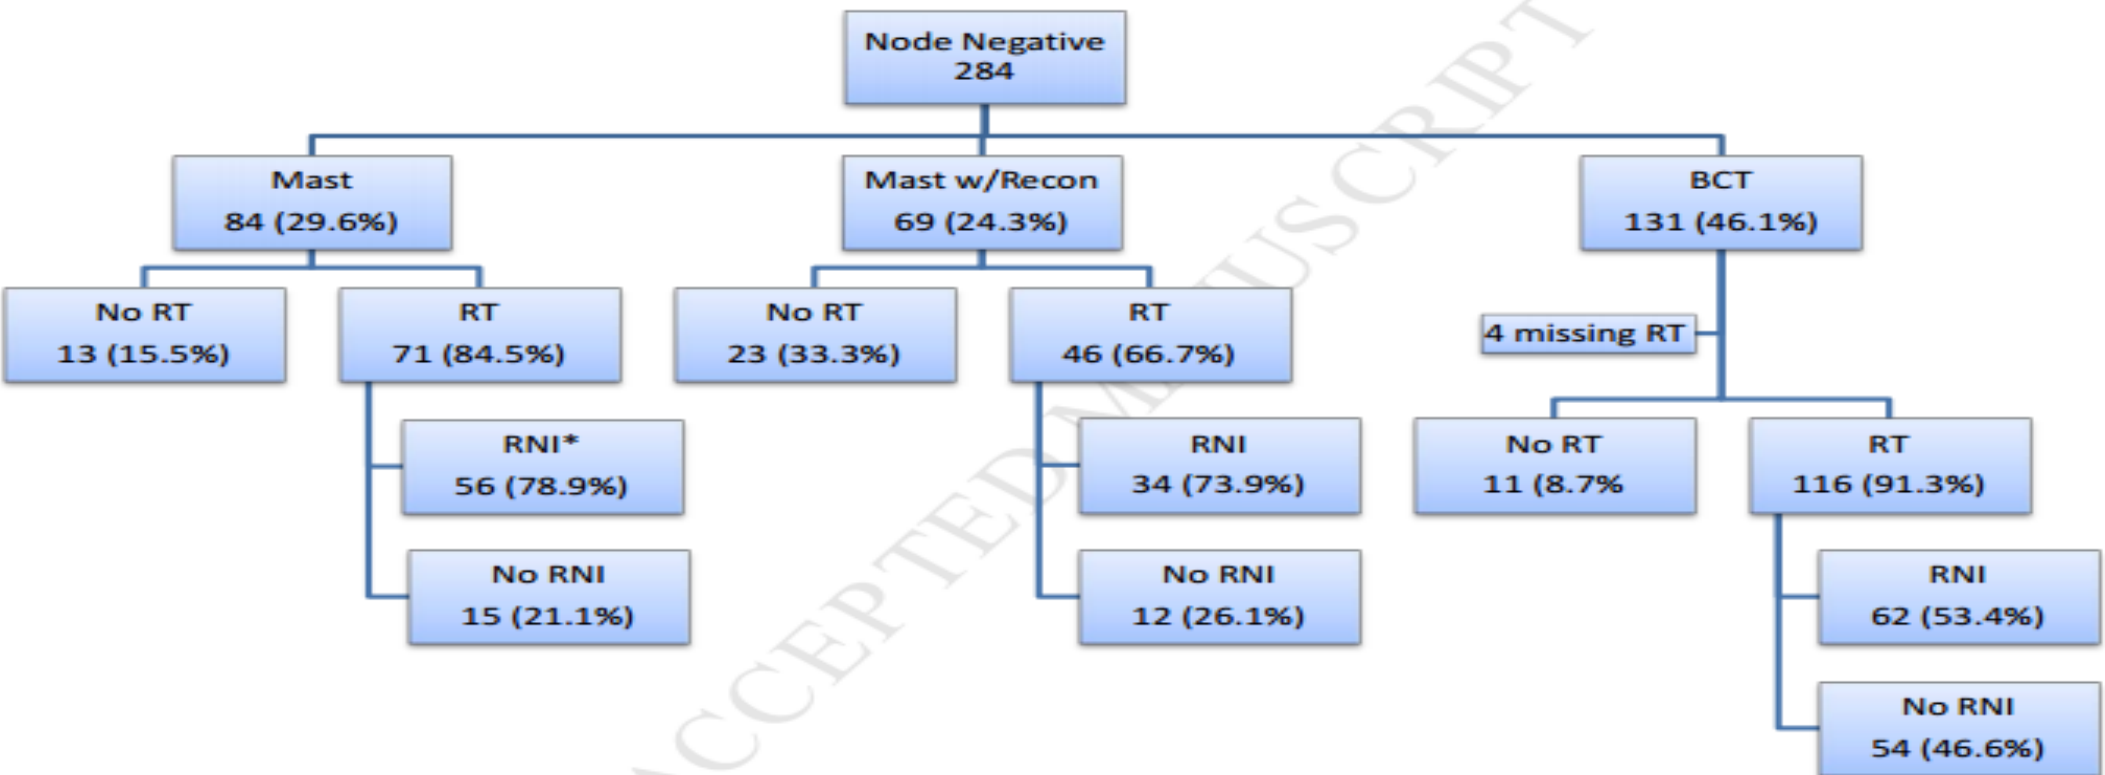 Node Negative
284
Mast
84 (29.6%)
Mast w/Recon
69 (24.3%)
BCT
131 (46.1%)
No RT
13 (15.5%)
RT
71 (84.5%)
No RT
23 (33.3%)
RT
46 (66.7%)
4 missing RT
RNI*
56 (78.9%)
RNI
34 (73.9%)
No RT
11 (8.7%
RT
116 (91.3%)
No RNI
15 (21.1%)
No RNI
12 (26.1%)
RNI
62 (53.4%)
No RNI
54 (46.6%)
ACCEPTED MANUSCRIPT